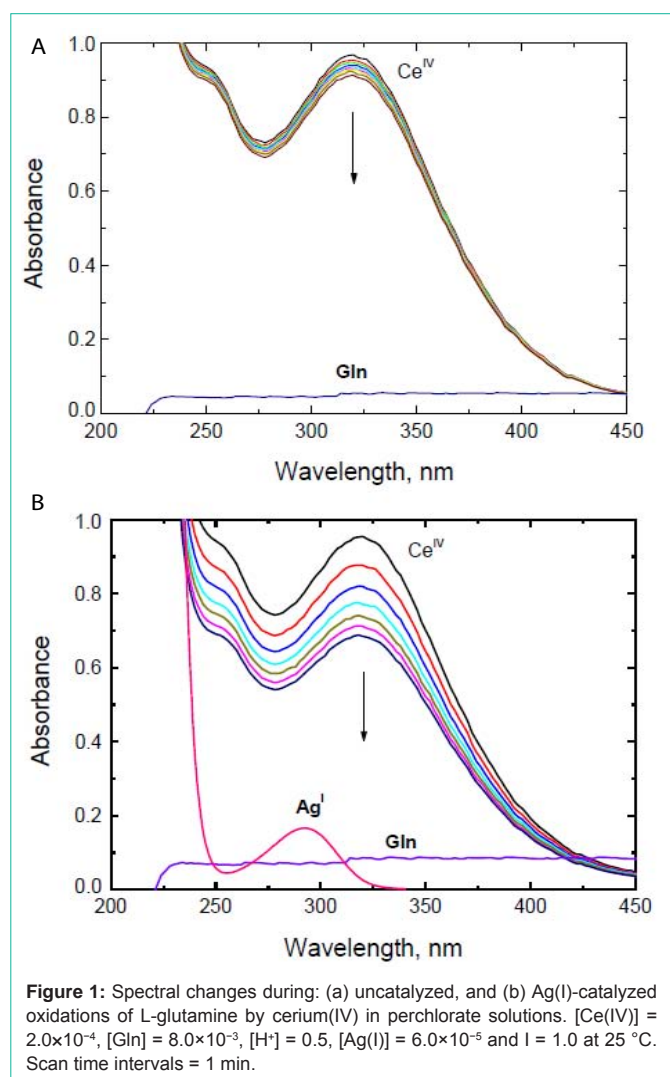 A
1.0
0.8
0.6
0.4
0.2
0.0
Absorbance
Ce^IV
Gln
200 250 300 350 400 450
Wavelength, nm
B
1.0
0.8
0.6
0.4
0.2
0.0
Absorbance
Ce^IV
Ag^I
Gln
200 250 300 350 400 450
Wavelength, nm
Figure 1: Spectral changes during: (a) uncatalyzed, and (b) Ag(I)-catalyzed
oxidations of L-glutamine by cerium(IV) in perchlorate solutions. [Ce(IV)] =
2.0×10⁻⁴, [Gln] = 8.0×10⁻³, [H⁺] = 0.5, [Ag(I)] = 6.0×10⁻⁵ and I = 1.0 at 25 °C.
Scan time intervals = 1 min.